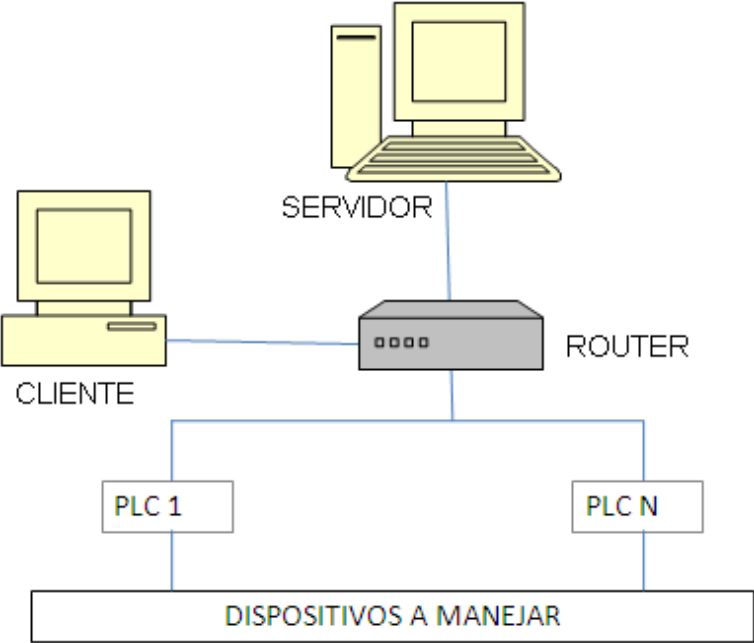 SERVIDOR
ROUTER
CLIENTE
PLC 1
PLC N
DISPOSITIVOS A MANEJAR